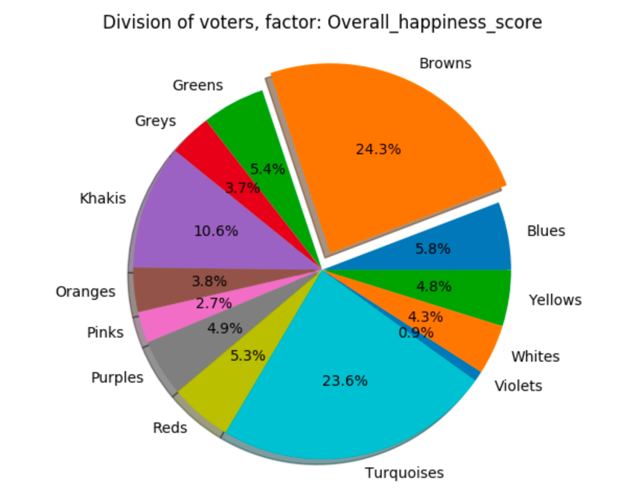 Division of voters, factor: Overall_happiness_score
Browns
24.3%
Greens
5.4%
Greys
3.7%
Khakis
10.6%
Oranges
3.8%
Pinks
2.7%
Purples
4.9%
Reds
5.3%
Turquoises
23.6%
Violets
0.9%
Whites
4.3%
Yellows
4.8%
Blues
5.8%